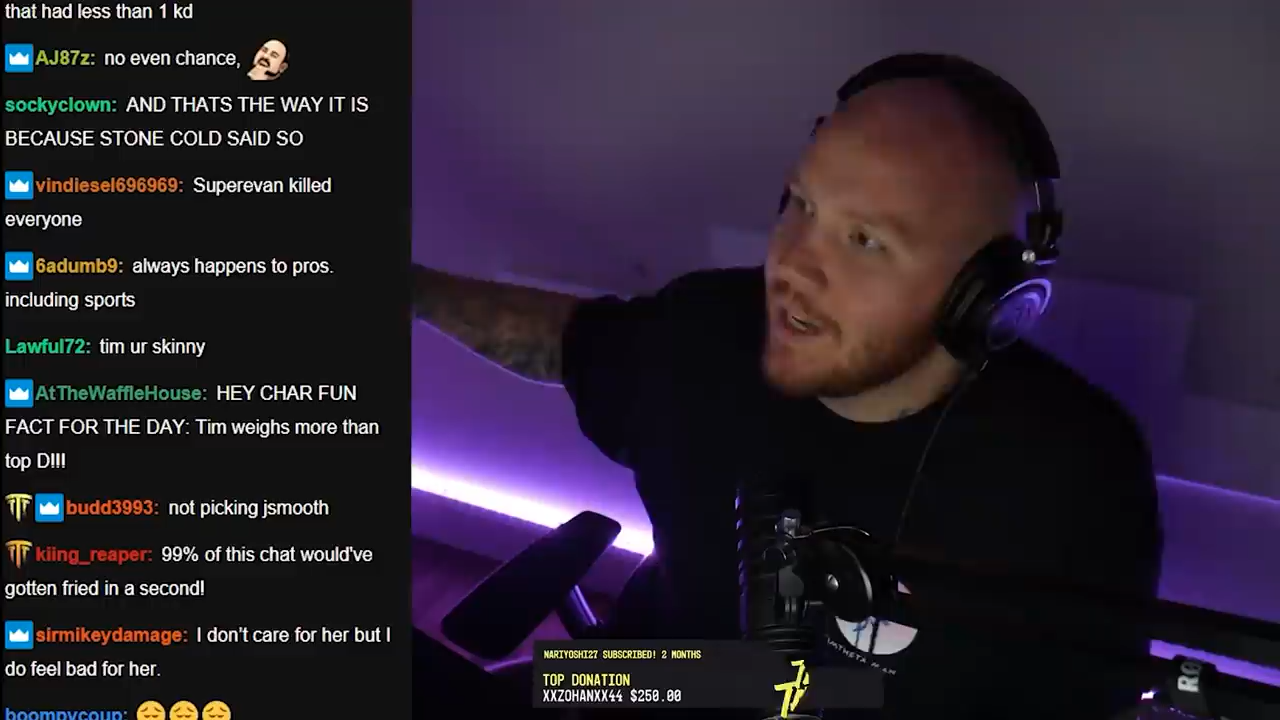 that had less than 1 kd
AJ87z: no even chance,
sockyclown: AND THATS THE WAY IT IS
BECAUSE STONE COLD SAID SO
vindiesel696969: Superevan killed
everyone
6adumb9: always happens to pros.
including sports
Lawful72: tim ur skinny
AtTheWaffleHouse: HEY CHAR FUN
FACT FOR THE DAY: Tim weighs more than
top D!!!
budd3993: not picking jsmooth
kiing_reaper: 99% of this chat would've
gotten fried in a second!
sirmikeydamage: I don't care for her but I
do feel bad for her.
boompycoup:
NARIYOSHI27 SUBSCRIBED! 2 MONTHS
TOP DONATION
XXZOHANXX44 $250.00